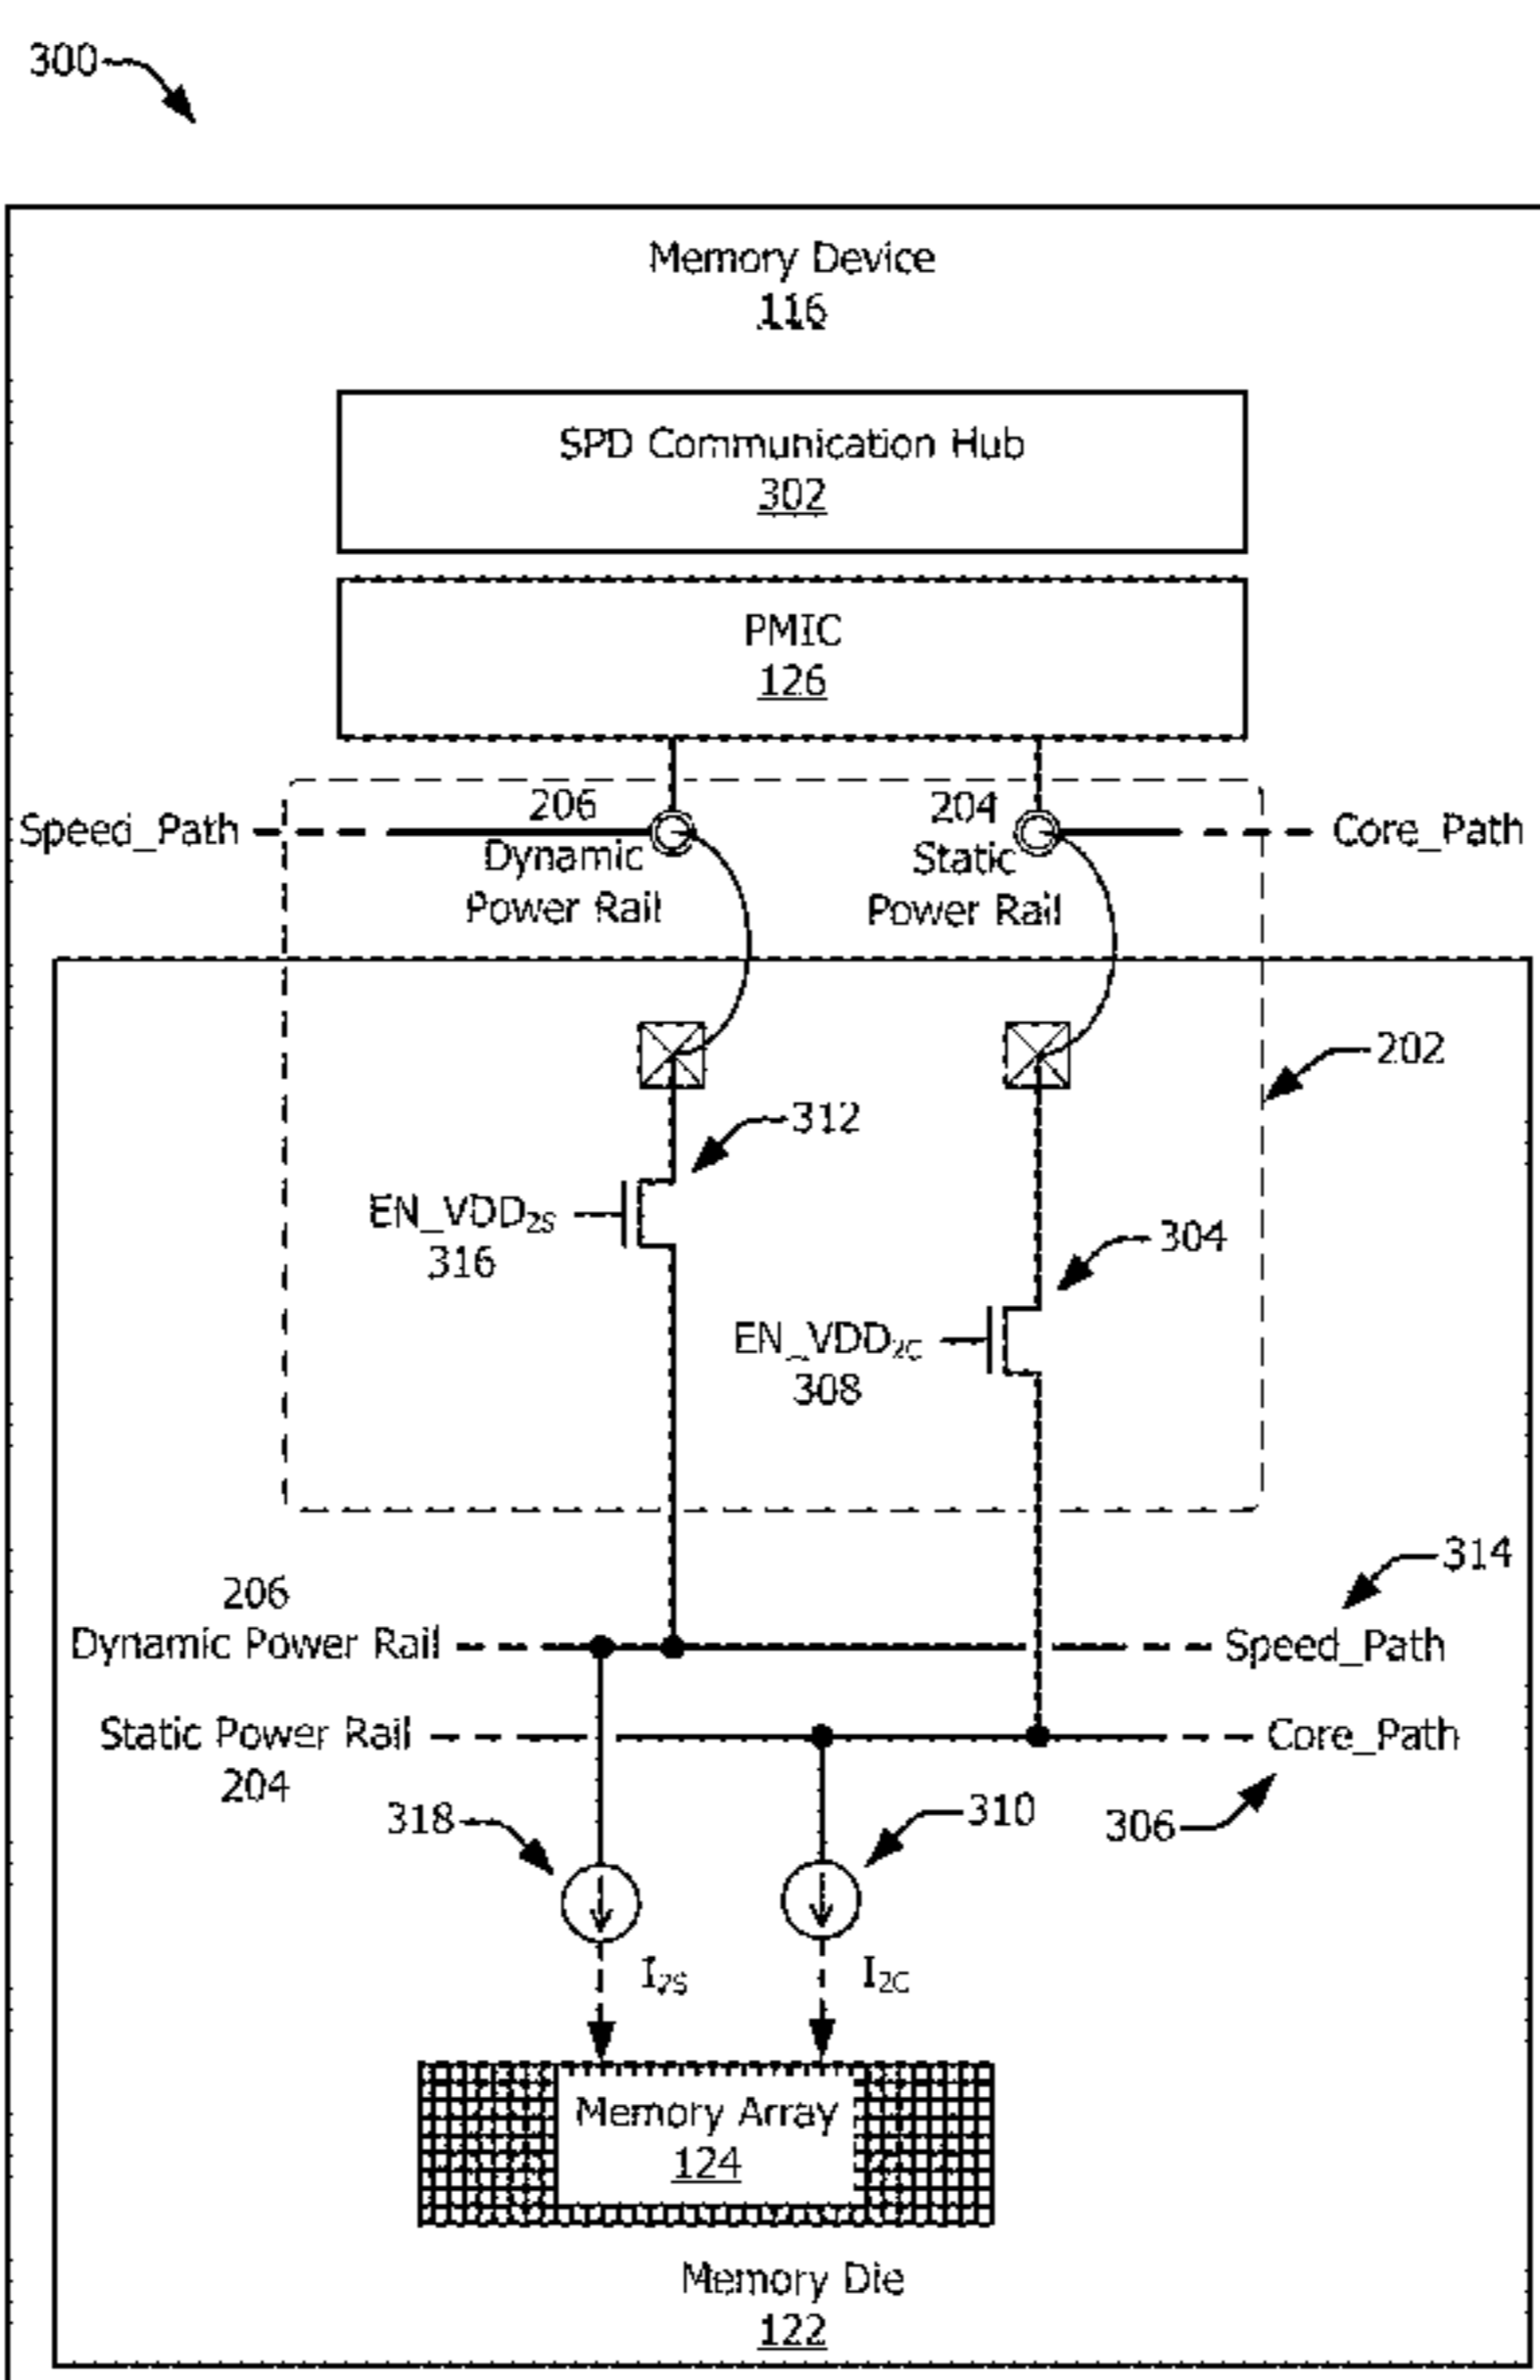 300
Memory Device
116
SPD Communication Hub
302
PMIC
126
Speed_Path
206
Dynamic
Power Rail
204
Static
Power Rail
Core_Path
202
312
EN_VDD2S
316
304
EN_VDD2C
308
314
206
Dynamic Power Rail
Speed_Path
Static Power Rail
204
Core_Path
306
318
310
I2S
I2C
Memory Array
124
Memory Die
122